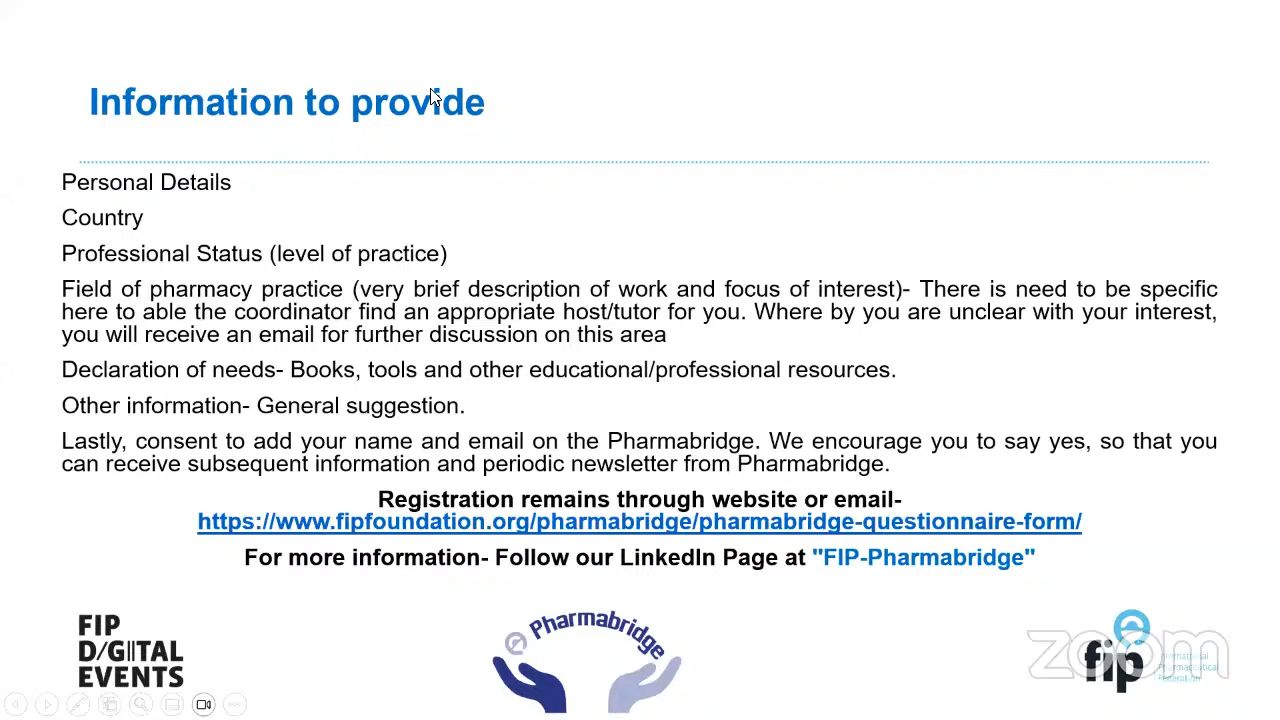 Information to provide
Personal Details
Country
Professional Status (level of practice)
Field of pharmacy practice (very brief description of work and focus of interest)- There is need to be specific
here to able the coordinator find an appropriate host/tutor for you. Where by you are unclear with your interest,
you will receive an email for further discussion on this area
Declaration of needs- Books, tools and other educational/professional resources.
Other information- General suggestion.
Lastly, consent to add your name and email on the Pharmabridge. We encourage you to say yes, so that you
can receive subsequent information and periodic newsletter from Pharmabridge.
Registration remains through website or email-
https://www.fipfoundation.org/pharmabridge/pharmabridge-questionnaire-form/
For more information- Follow our LinkedIn Page at "FIP-Pharmabridge"
FIP
DIGITAL
EVENTS
Pharmabridge
fip
International
Pharmaceutical
Federation
zoom